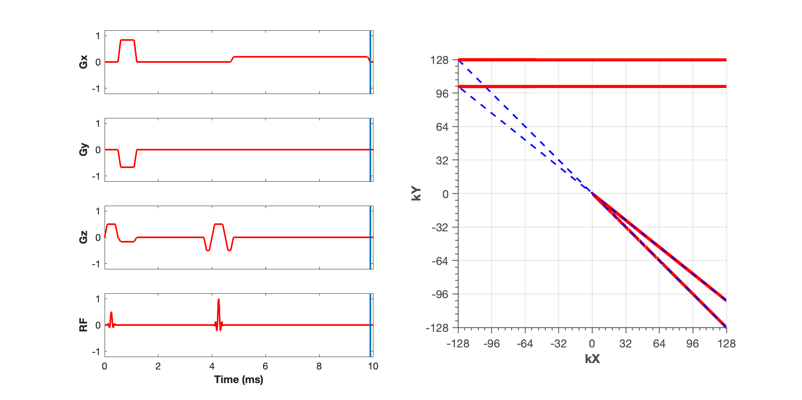 1
Gx 0
-1
1
Gy 0
-1
1
Gz 0
-1
1
RF 0
-1
0 2 4 6 8 10
Time (ms)
128
96
64
32
kY 0
-32
-64
-96
-128
-128 -96 -64 -32 0 32 64 96 128
kX